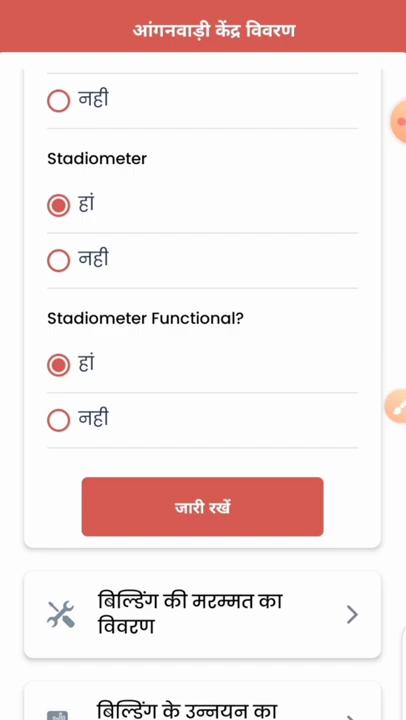 आंगनवाड़ी केंद्र विवरण
नही
Stadiometer
हां
नही
Stadiometer Functional?
हां
नही
जारी रखें
बिल्डिंग की मरम्मत का
विवरण
बिल्डिंग के उन्नयन का